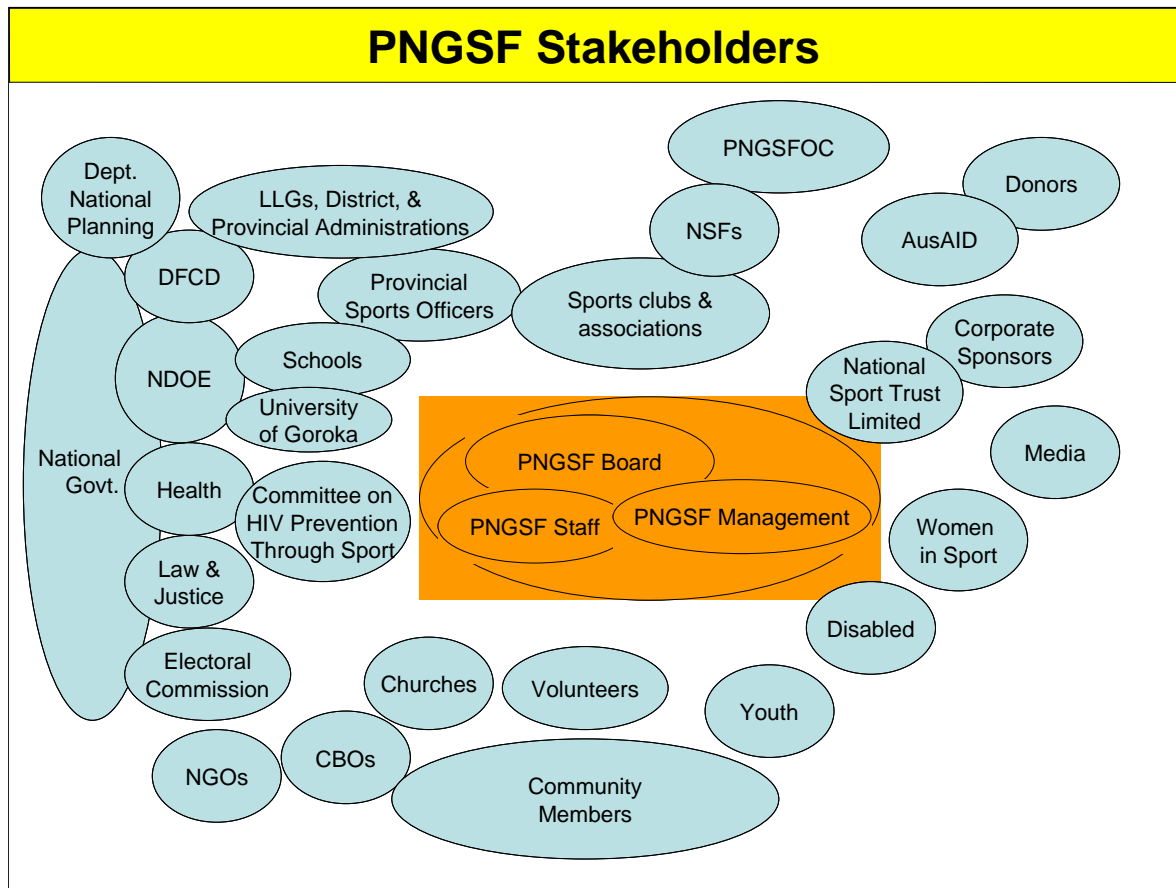 PNGSF Stakeholders
PNGSFOC
Dept.
National
Planning
Donors
LLGs, District, &
Provincial Administrations
NSFs
AusAID
DFCD
Provincial
Sports Officers
Sports clubs &
associations
Corporate
Sponsors
Schools
NDOE
National
Sport Trust
Limited
University
of Goroka
Media
PNGSF Board
National
Govt.
Health
Committee on
HIV Prevention
Through Sport
PNGSF Staff
PNGSF Management
Women
in Sport
Law &
Justice
Disabled
Electoral
Commission
Churches
Volunteers
Youth
NGOs
CBOs
Community
Members